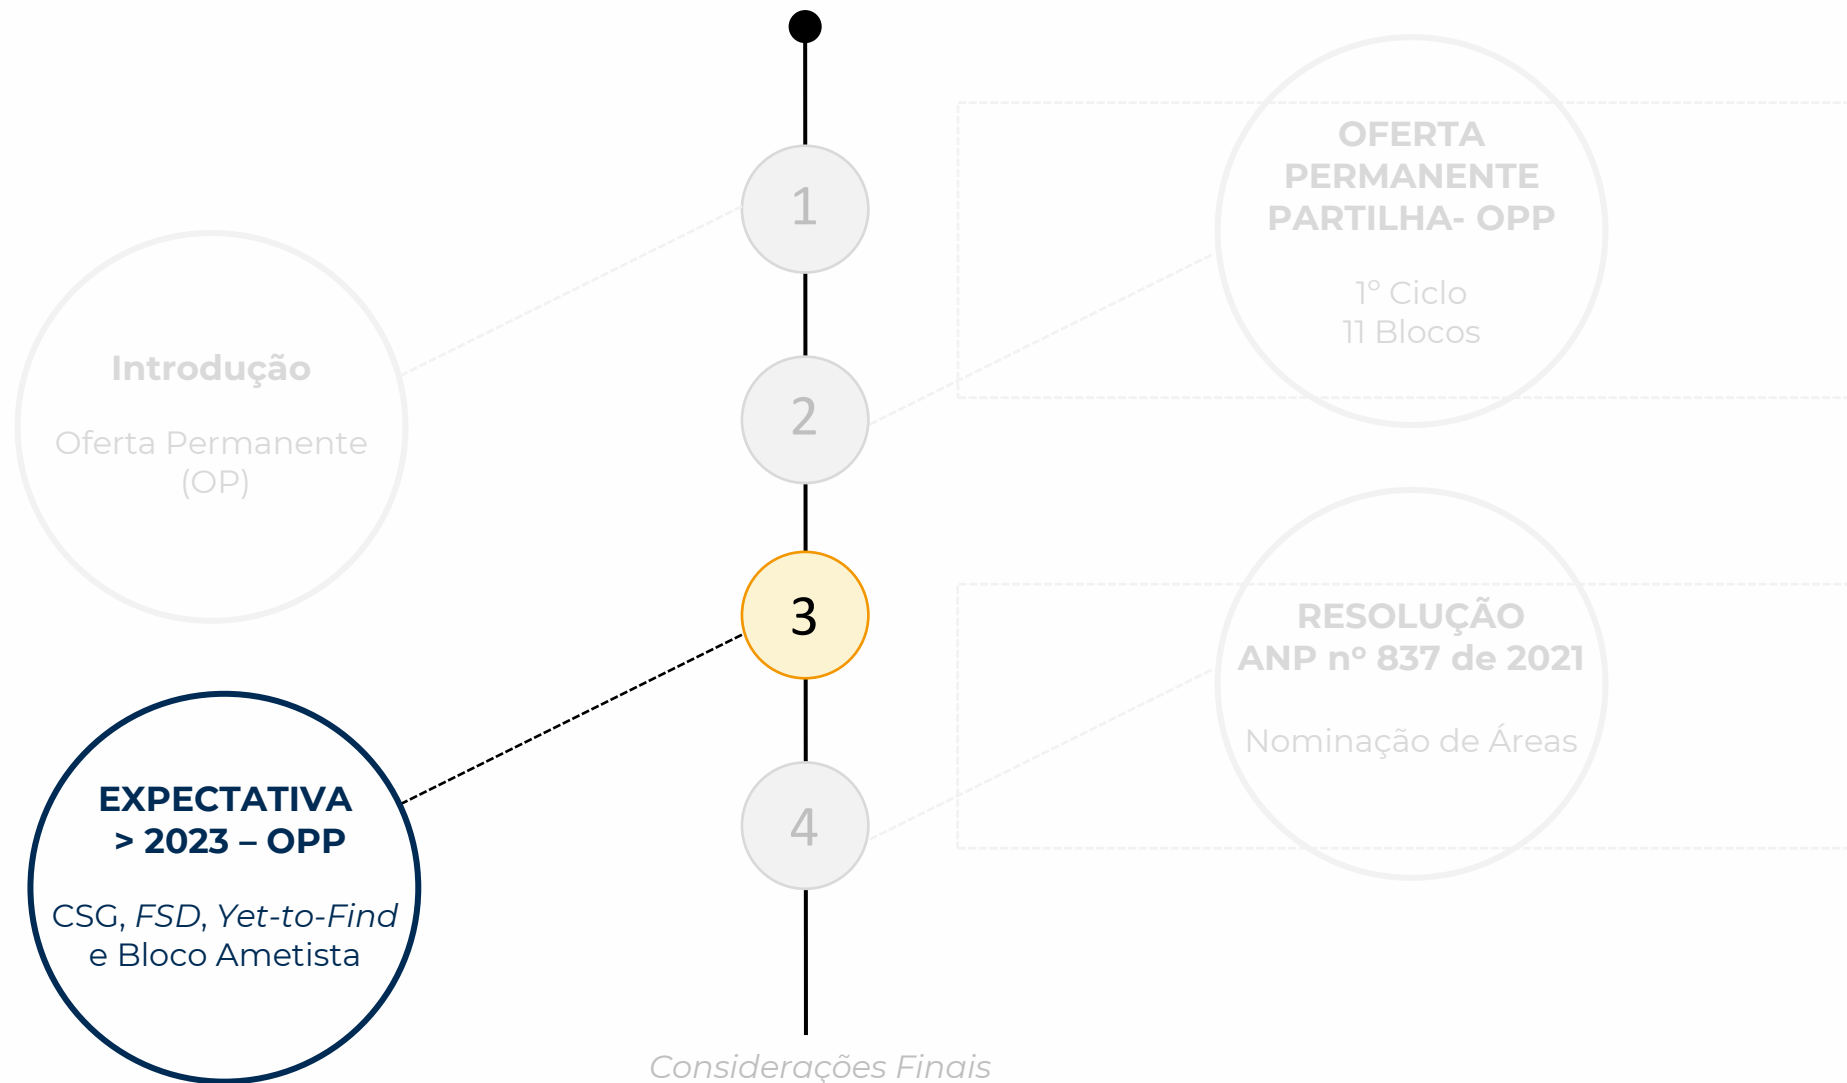 1
Introdução
Oferta Permanente
(OP)
2
OFERTA
PERMANENTE
PARTILHA- OPP
1º Ciclo
11 Blocos
3
EXPECTATIVA
> 2023 – OPP
CSG, FSD, Yet-to-Find
e Bloco Ametista
4
RESOLUÇÃO
ANP nº 837 de 2021
Nominação de Áreas
Considerações Finais